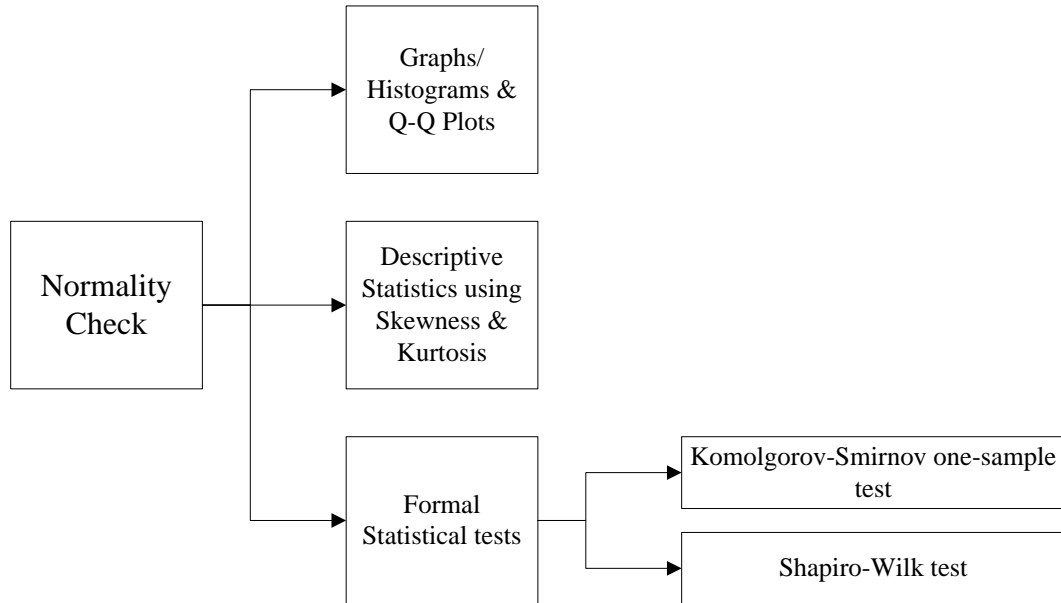 Graphs/
Histograms &
Q-Q Plots
Normality
Check
Descriptive
Statistics using
Skewness &
Kurtosis
Formal
Statistical tests
Komolgorov-Smirnov one-sample
test
Shapiro-Wilk test